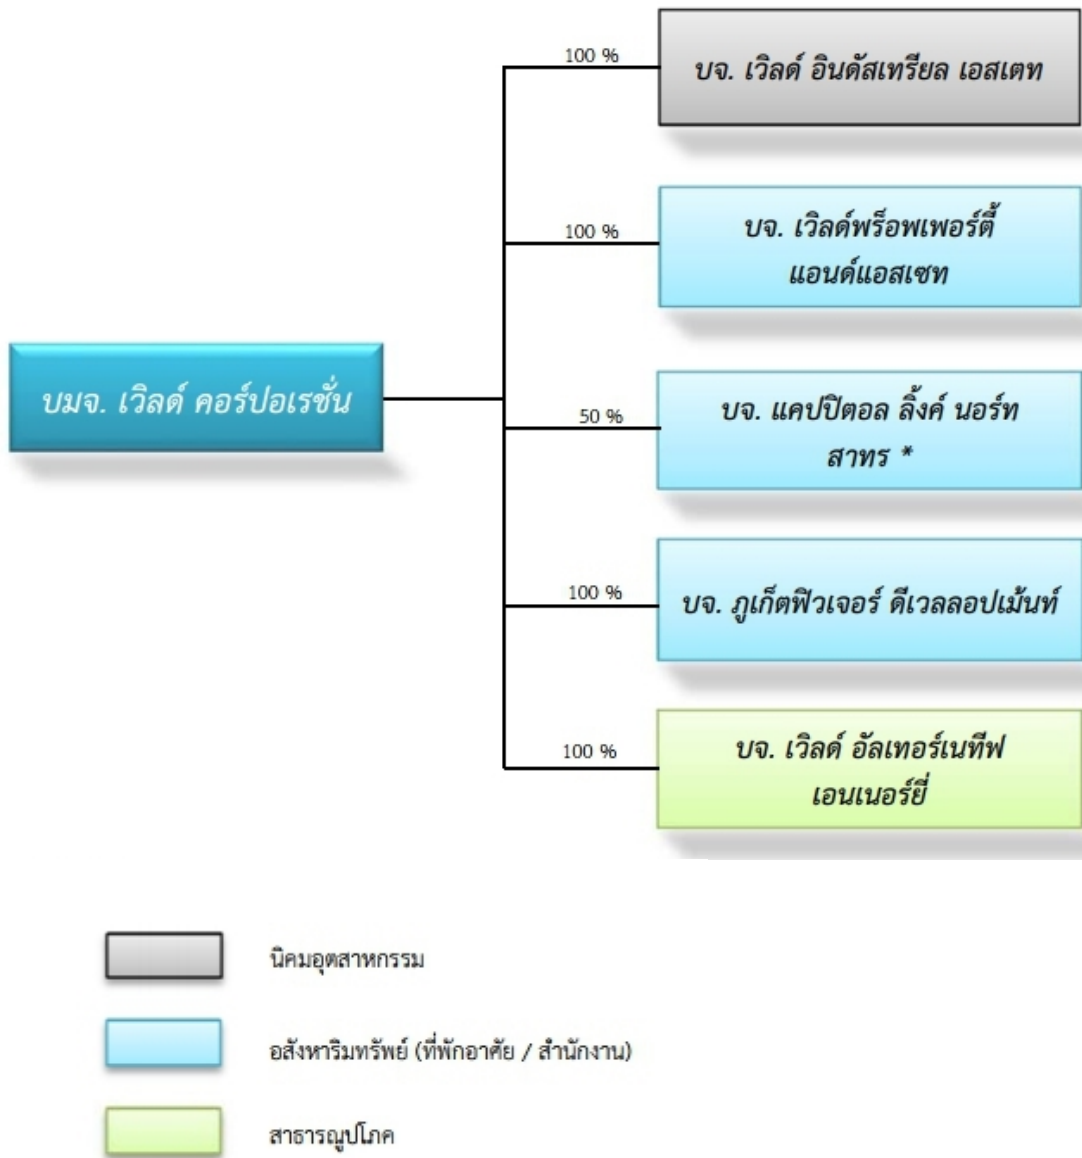 100 %
บจ. เวิลด์ อินดัสเทรียล เอสเตท
100 %
บจ. เวิลด์พร็อพเพอร์ตี้
แอนด์แอสเซท
บมจ. เวิลด์ คอร์ปอเรชั่น
50 %
บจ. แคปปิตอล ลิ้งค์ นอร์ท
สาทร *
100 %
บจ. ภูเก็ตฟิวเจอร์ ดีเวลลอปเม้นท์
100 %
บจ. เวิลด์ อัลเทอร์เนทีฟ
เอนเนอร์ยี่
นิคมอุตสาหกรรม
อสังหาริมทรัพย์ (ที่พักอาศัย / สำนักงาน)
สาธารณูปโภค